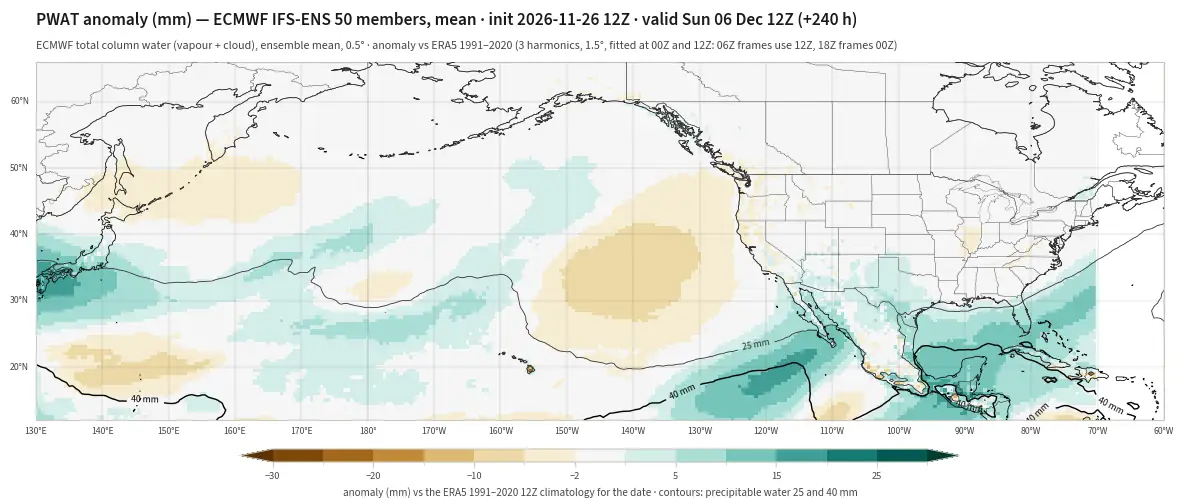 PWAT anomaly (mm) — ECMWF IFS-ENS 50 members, mean · init 2026-11-26 12Z · valid Sun 06 Dec 12Z (+240 h)
ECMWF total column water (vapour + cloud), ensemble mean, 0.5° · anomaly vs ERA5 1991–2020 (3 harmonics, 1.5°, fitted at 00Z and 12Z: 06Z frames use 12Z, 18Z frames 00Z)
60°N
50°N
40°N
30°N
20°N
25 mm
40 mm
40 mm
40 mm
40 mm
40 mm
130°E 140°E 150°E 160°E 170°E 180° 170°W 160°W 150°W 140°W 130°W 120°W 110°W 100°W 90°W 80°W 70°W 60°W
−30 −20 −10 −2 5 15 25
anomaly (mm) vs the ERA5 1991–2020 12Z climatology for the date · contours: precipitable water 25 and 40 mm